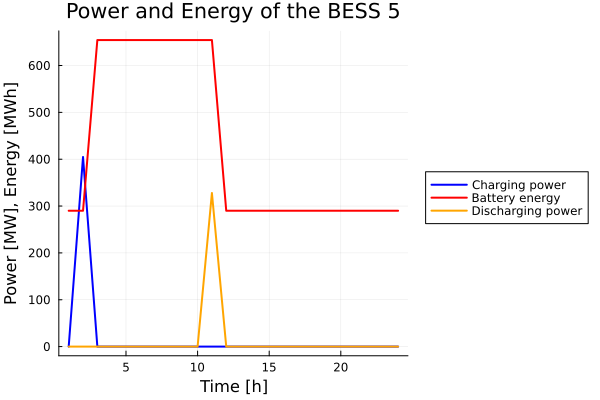 Power and Energy of the BESS 5
Power [MW], Energy [MWh]
600
500
400
300
200
100
0
5 10 15 20
Time [h]
Charging power
Battery energy
Discharging power